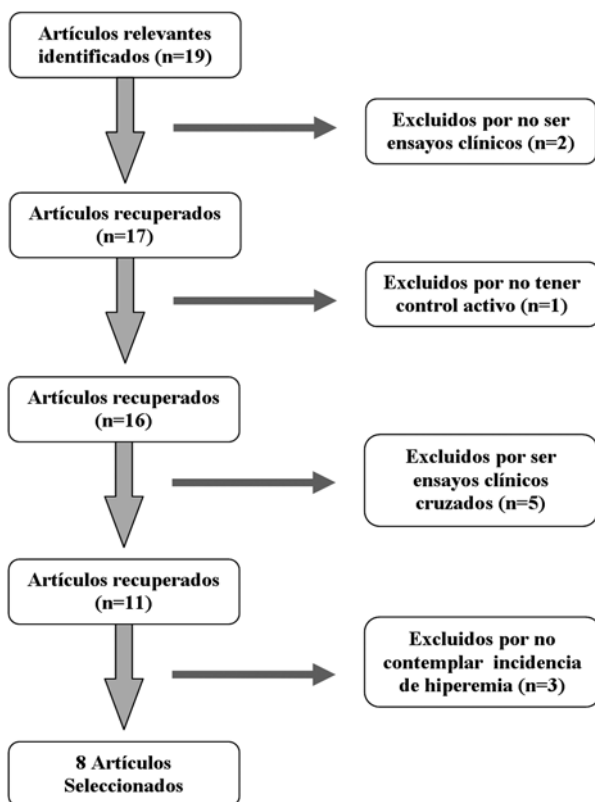 Artículos relevantes
identificados (n=19)
Excluidos por no ser
ensayos clínicos (n=2)
Artículos recuperados
(n=17)
Excluidos por no tener
control activo (n=1)
Artículos recuperados
(n=16)
Excluidos por ser
ensayos clínicos
cruzados (n=5)
Artículos recuperados
(n=11)
Excluidos por no
contemplar incidencia
de hiperemia (n=3)
8 Artículos
Seleccionados